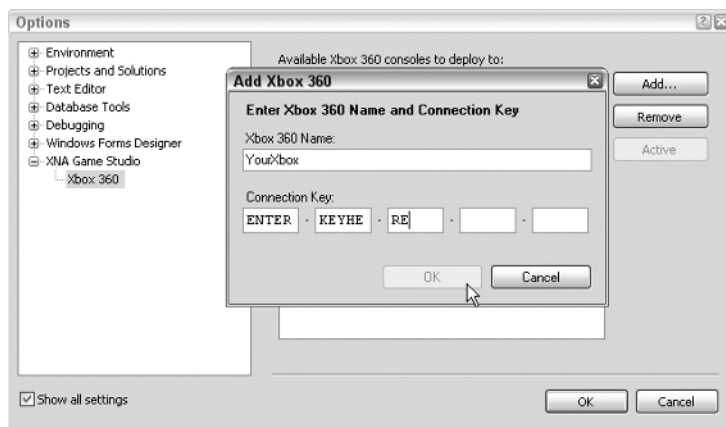 Options
Environment
Projects and Solutions
Text Editor
Database Tools
Debugging
Windows Forms Designer
XNA Game Studio
Xbox 360
Available Xbox 360 consoles to deploy to:
Add...
Remove
Active
Add Xbox 360
Enter Xbox 360 Name and Connection Key
Xbox 360 Name:
YourXbox
Connection Key:
ENTER - KEYHE - RE - -
OK Cancel
Show all settings
OK Cancel